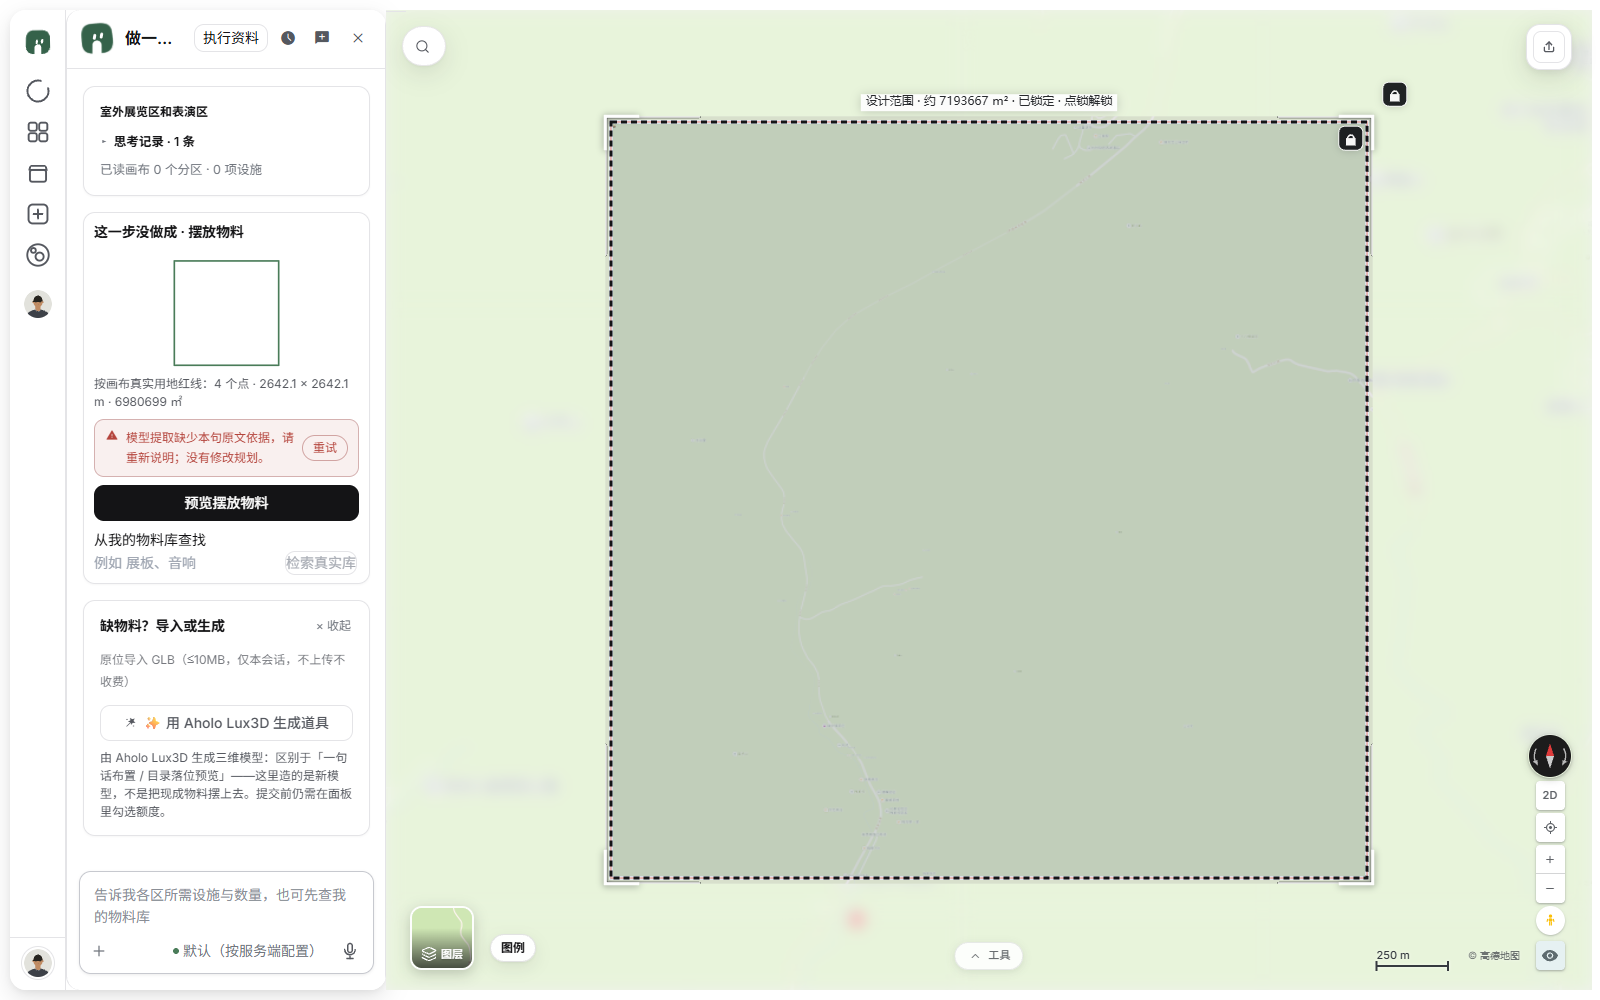 做一...
执行资料
室外展览区和表演区
思考记录 · 1 条
已读画布 0 个分区 · 0 项设施
这一步没做成 · 摆放物料
按画布真实用地红线：4 个点 · 2642.1 × 2642.1
m · 6980699 ㎡
模型提取缺少本句原文依据，请
重新说明；没有修改规划。
重试
预览摆放物料
从我的物料库查找
例如 展板、音响
检索真实库
缺物料？导入或生成
× 收起
原位导入 GLB（≤10MB，仅本会话，不上传不
收费）
✨ 用 Aholo Lux3D 生成道具
由 Aholo Lux3D 生成三维模型：区别于「一句
话布置 / 目录落位预览」——这里造的是新模
型，不是把现成物料摆上去。提交前仍需在面板
里勾选额度。
告诉我各区所需设施与数量，也可先查我
的物料库
默认（按服务端配置）
设计范围 · 约 7193667 m² · 已锁定 · 点锁解锁
图层
图例
工具
250 m
© 高德地图
2D